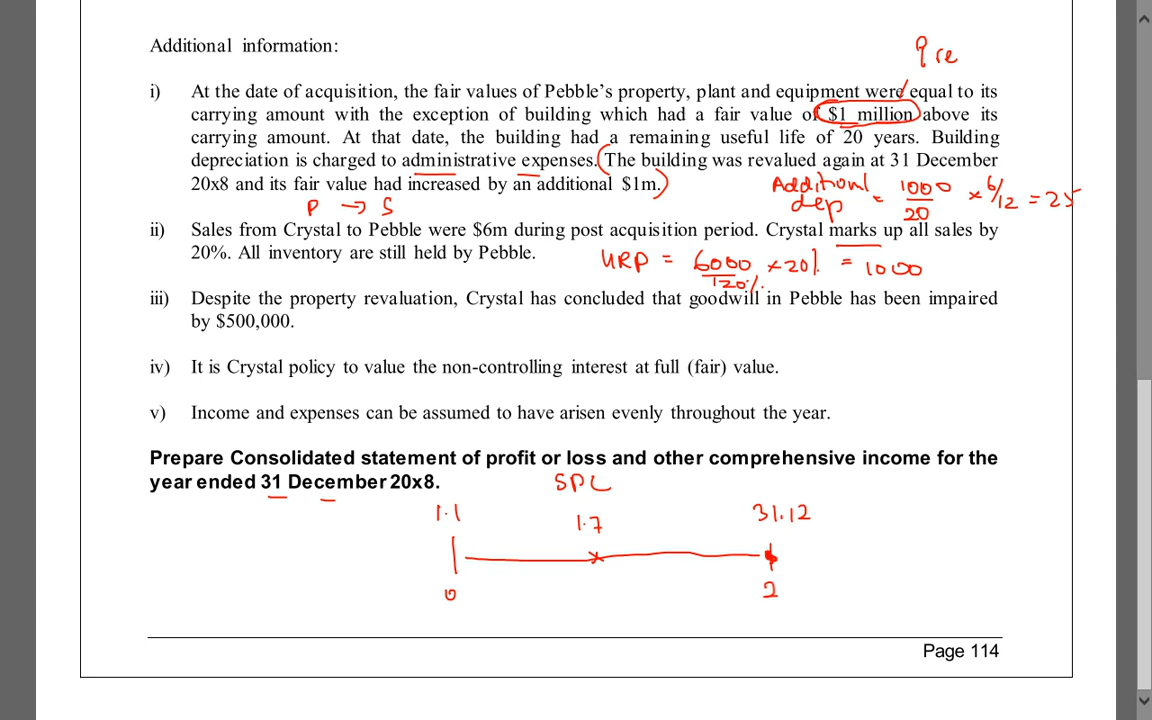 Additional information:
Pre
i) At the date of acquisition, the fair values of Pebble's property, plant and equipment were equal to its
carrying amount with the exception of building which had a fair value of $1 million above its
carrying amount. At that date, the building had a remaining useful life of 20 years. Building
depreciation is charged to administrative expenses. (The building was revalued again at 31 December
20x8 and its fair value had increased by an additional $1m.)
Additional dep = 1000/20 × 6/12 = 25
P → S
ii) Sales from Crystal to Pebble were $6m during post acquisition period. Crystal marks up all sales by
20%. All inventory are still held by Pebble.
URP = 6000/120% × 20% = 1000
iii) Despite the property revaluation, Crystal has concluded that goodwill in Pebble has been impaired
by $500,000.
iv) It is Crystal policy to value the non-controlling interest at full (fair) value.
v) Income and expenses can be assumed to have arisen evenly throughout the year.
Prepare Consolidated statement of profit or loss and other comprehensive income for the
year ended 31 December 20x8.
SPL
1.1 1.7 31.12
0 2
Page 114